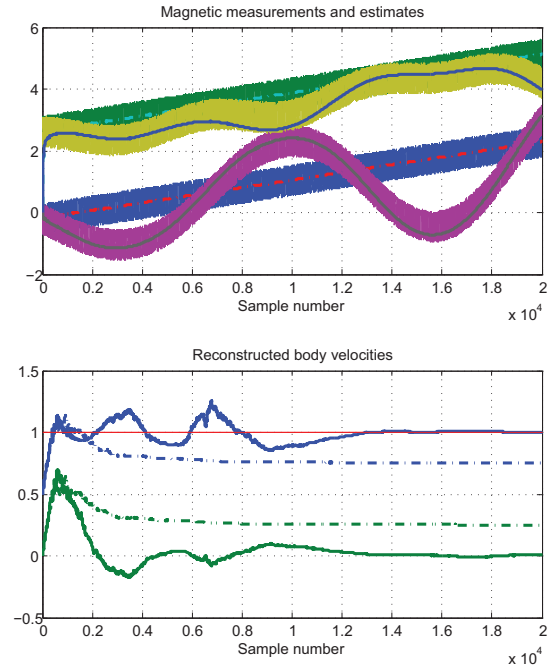 Magnetic measurements and estimates
6
4
2
0
−2
0 0.2 0.4 0.6 0.8 1 1.2 1.4 1.6 1.8 2
Sample number
x 10^4
Reconstructed body velocities
1.5
1
0.5
0
−0.5
0 0.2 0.4 0.6 0.8 1 1.2 1.4 1.6 1.8 2
Sample number
x 10^4